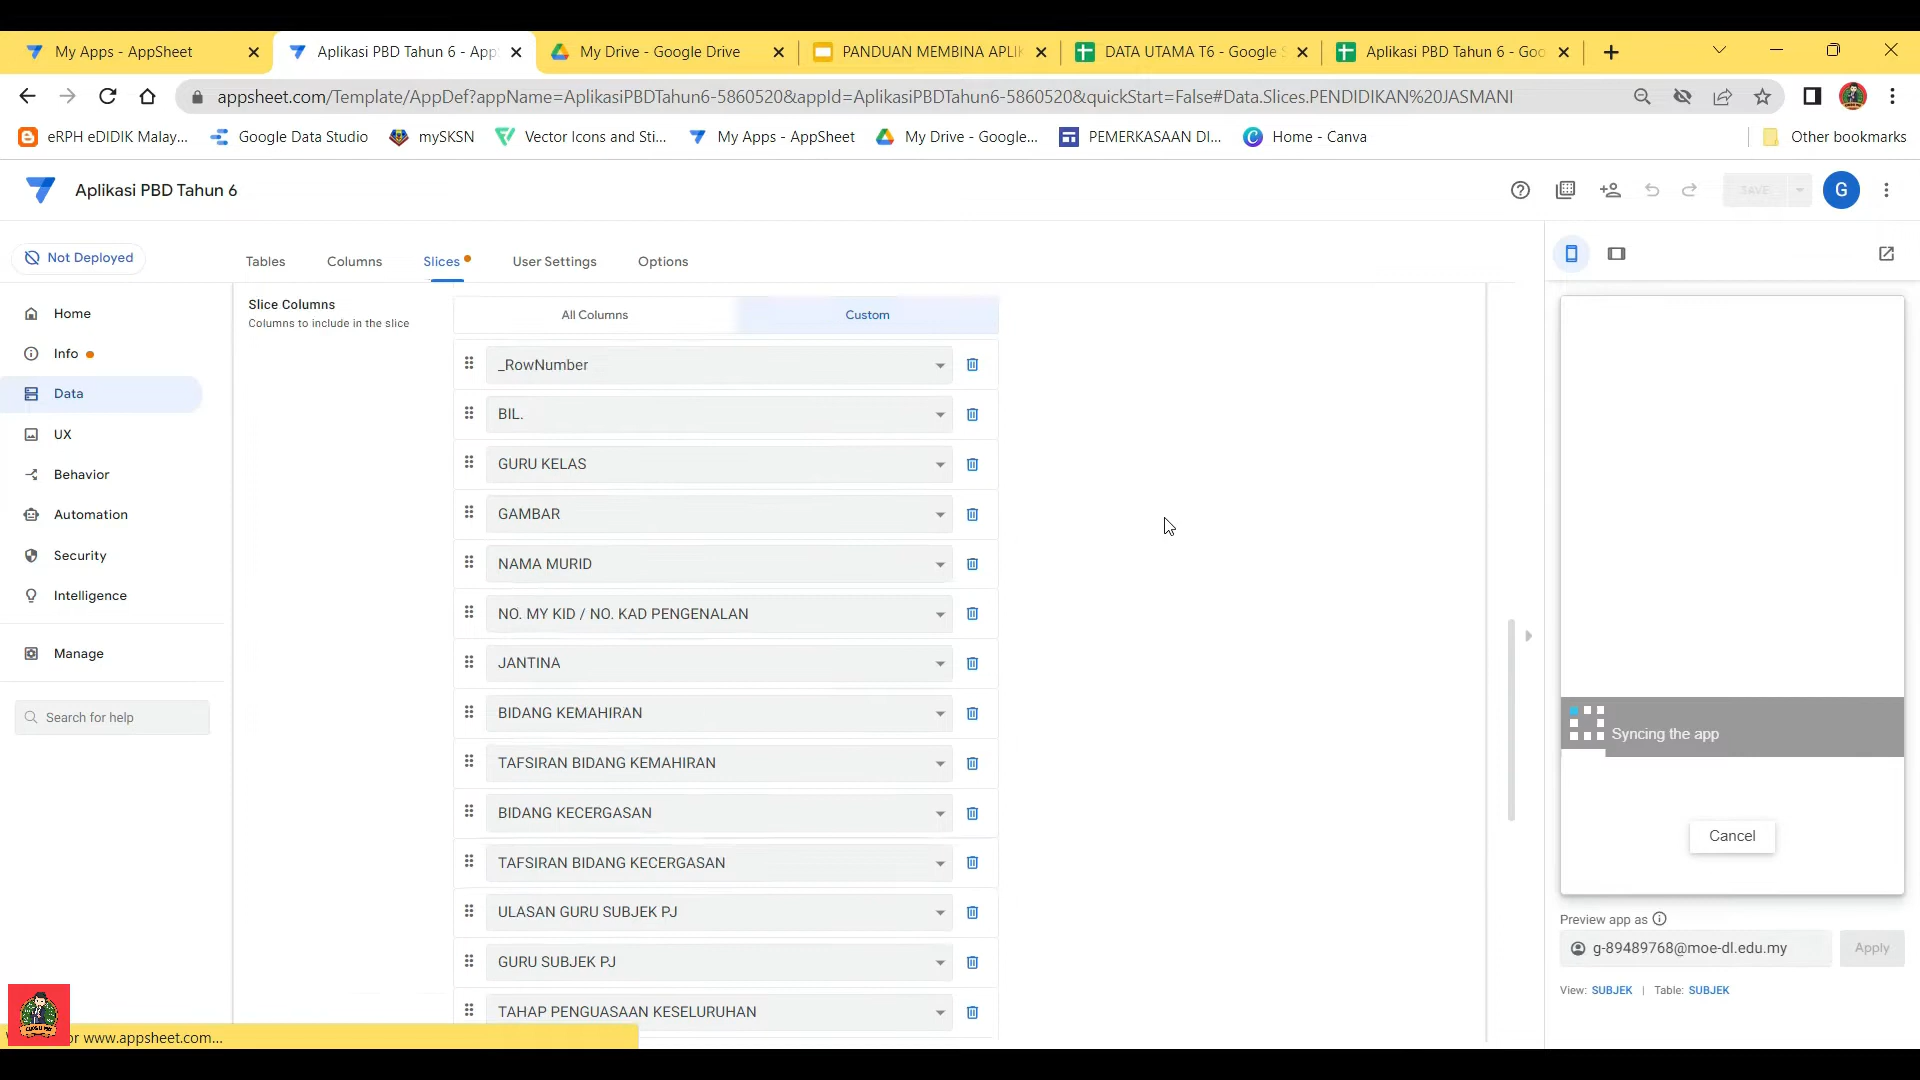 My Apps - AppSheet
Aplikasi PBD Tahun 6 - App
My Drive - Google Drive
PANDUAN MEMBINA APLIK
DATA UTAMA T6 - Google S
Aplikasi PBD Tahun 6 - Goo
appsheet.com/Template/AppDef?appName=AplikasiPBDTahun6-5860520&appId=AplikasiPBDTahun6-5860520&quickStart=False#Data.Slices.PENDIDIKAN%20JASMANI
eRPH eDIDIK Malay...
Google Data Studio
mySKSN
Vector Icons and Sti...
My Apps - AppSheet
My Drive - Google...
PEMERKASAAN DI...
Home - Canva
Other bookmarks
Aplikasi PBD Tahun 6
SAVE
G
Not Deployed
Tables
Columns
Slices
User Settings
Options
Home
Info
Data
UX
Behavior
Automation
Security
Intelligence
Manage
Search for help
Slice Columns
Columns to include in the slice
All Columns
Custom
_RowNumber
BIL.
GURU KELAS
GAMBAR
NAMA MURID
NO. MY KID / NO. KAD PENGENALAN
JANTINA
BIDANG KEMAHIRAN
TAFSIRAN BIDANG KEMAHIRAN
BIDANG KECERGASAN
TAFSIRAN BIDANG KECERGASAN
ULASAN GURU SUBJEK PJ
GURU SUBJEK PJ
TAHAP PENGUASAAN KESELURUHAN
Syncing the app
Cancel
Preview app as
g-89489768@moe-dl.edu.my
Apply
View: SUBJEK | Table: SUBJEK
or www.appsheet.com...